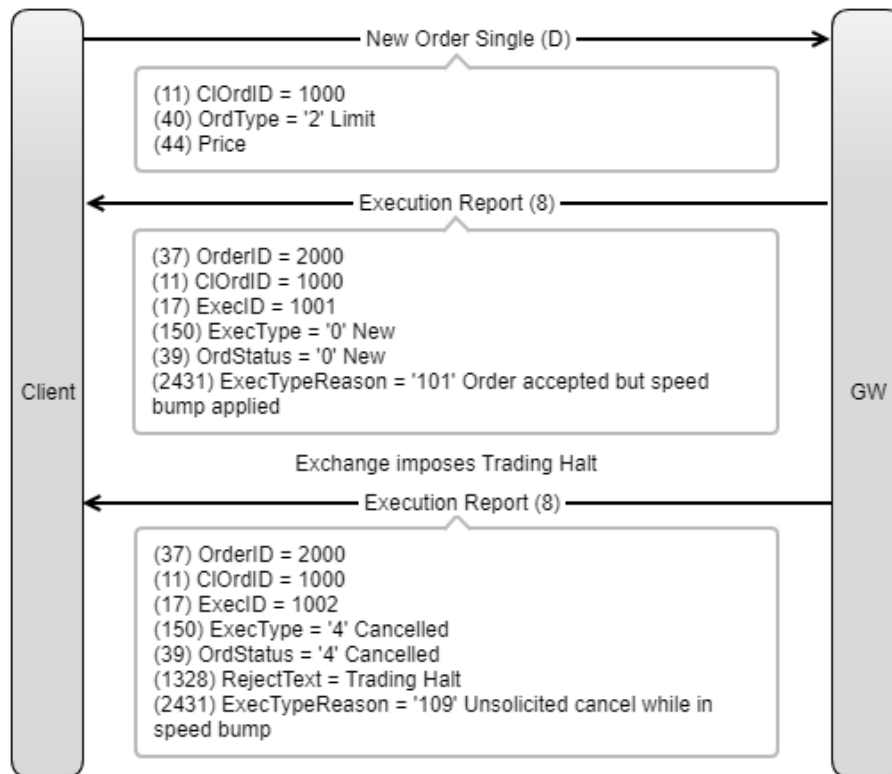 New Order Single (D)
(11) ClOrdID = 1000
(40) OrdType = '2' Limit
(44) Price
Execution Report (8)
(37) OrderID = 2000
(11) ClOrdID = 1000
(17) ExecID = 1001
(150) ExecType = '0' New
(39) OrdStatus = '0' New
(2431) ExecTypeReason = '101' Order accepted but speed
bump applied
Client
GW
Exchange imposes Trading Halt
Execution Report (8)
(37) OrderID = 2000
(11) ClOrdID = 1000
(17) ExecID = 1002
(150) ExecType = '4' Cancelled
(39) OrdStatus = '4' Cancelled
(1328) RejectText = Trading Halt
(2431) ExecTypeReason = '109' Unsolicited cancel while in
speed bump